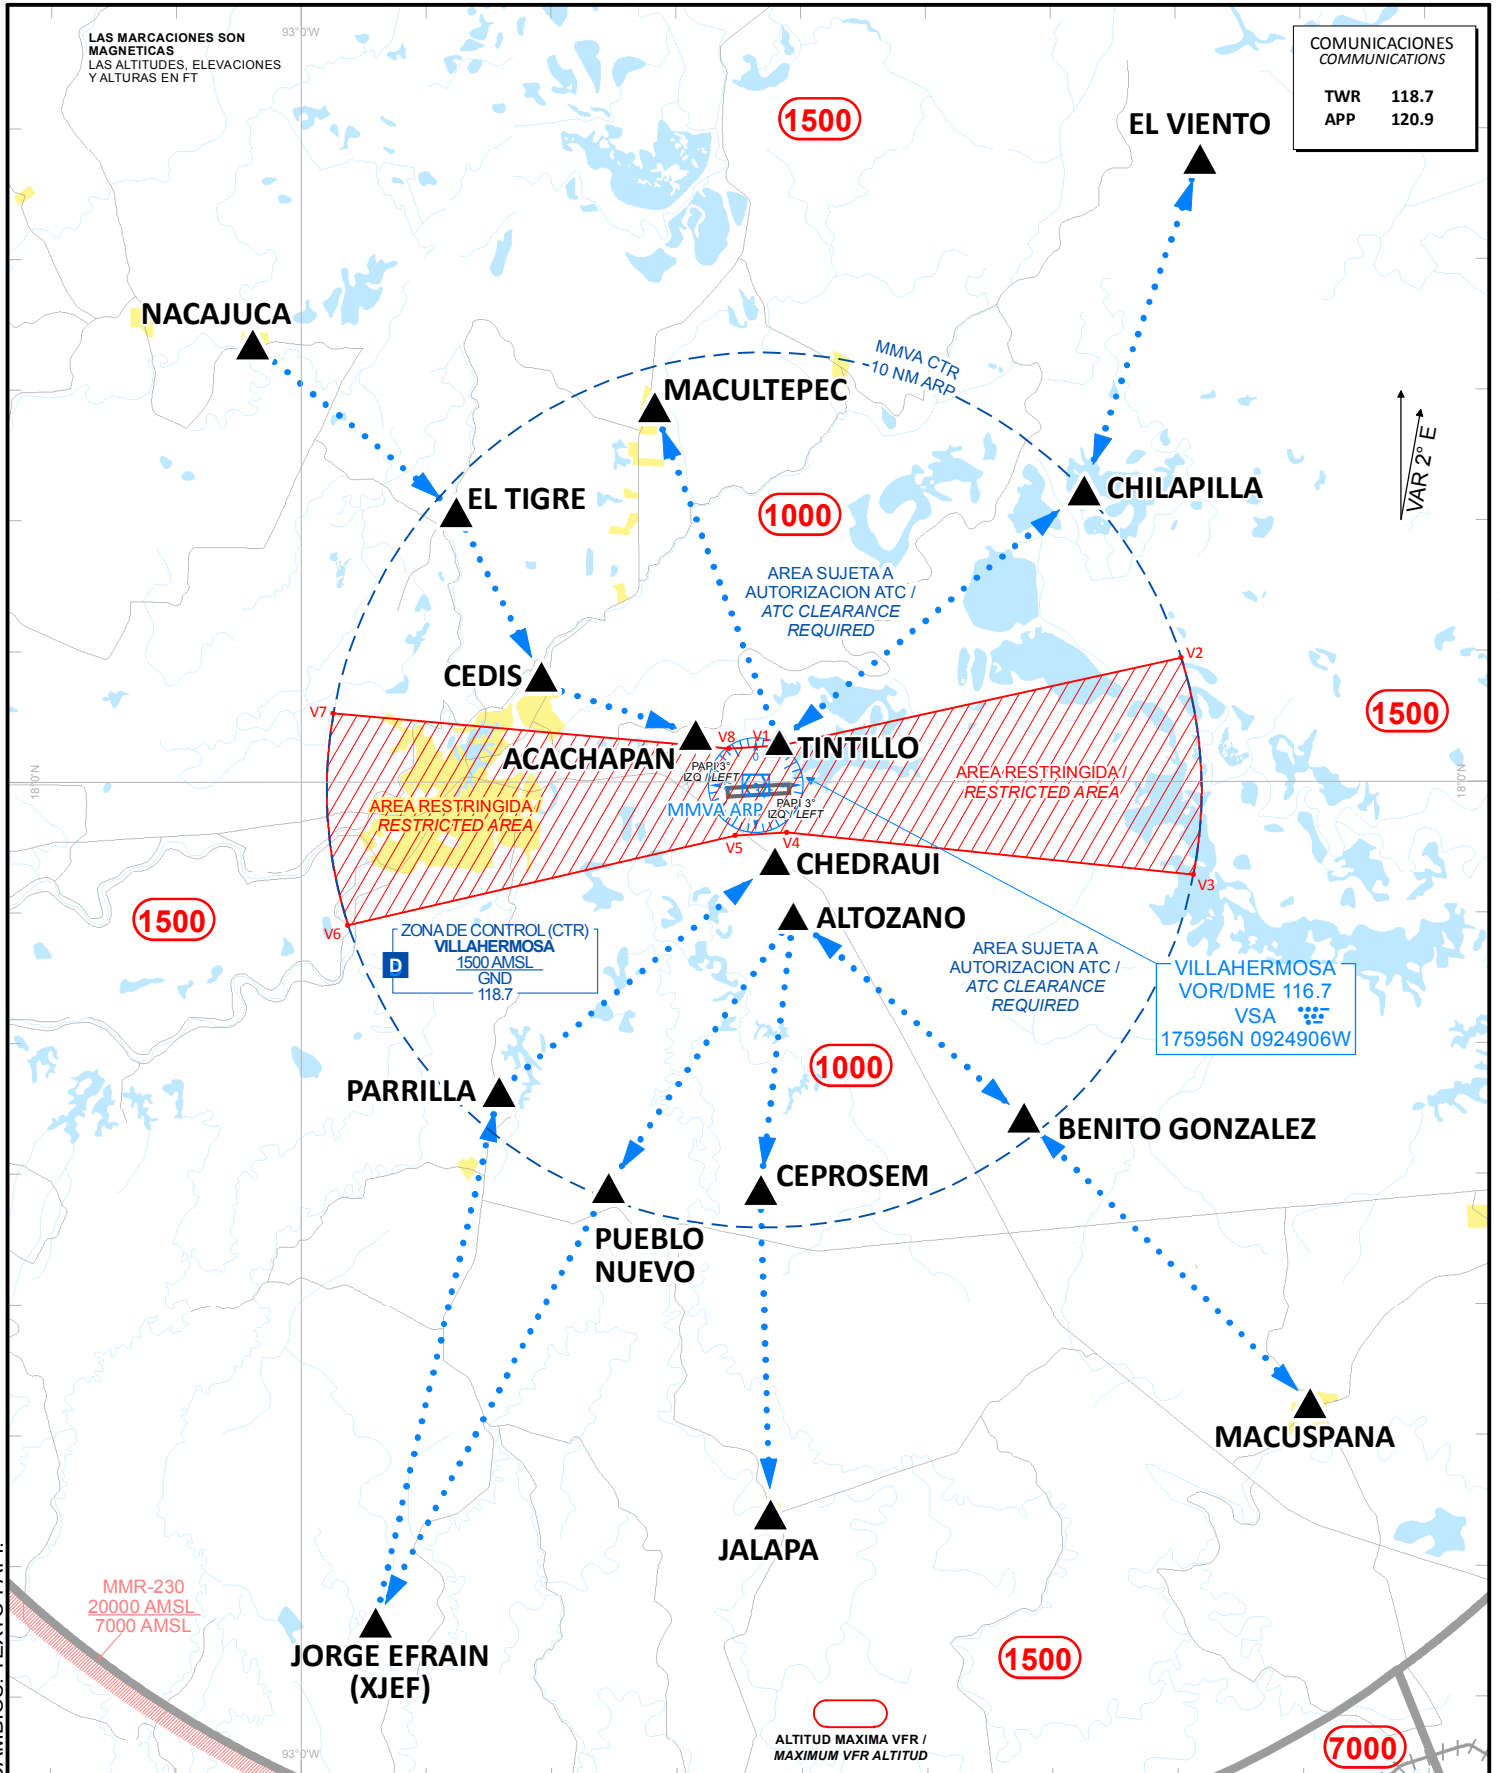 LAS MARCACIONES SON
MAGNETICAS
LAS ALTITUDES, ELEVACIONES
Y ALTURAS EN FT
93°0'W
COMUNICACIONES
COMMUNICATIONS
TWR 118.7
APP 120.9
1500
EL VIENTO
NACAJUCA
MMVA CTR
10 NM ARP
MACULTEPEC
VAR 2° E
EL TIGRE
CHILAPILLA
1000
AREA SUJETA A
AUTORIZACION ATC /
ATC CLEARANCE
REQUIRED
CEDIS
V2
V7
1500
V8
V1
ACACHAPAN
TINTILLO
0
PAPI 3°
IZQ / LEFT
18°0'N
18°0'N
AREA RESTRINGIDA /
RESTRICTED AREA
AREA RESTRINGIDA /
RESTRICTED AREA
MMVA ARP
PAPI 3°
IZQ / LEFT
V5
V4
CHEDRAUI
V3
1500
ALTOZANO
V6
ZONA DE CONTROL (CTR)
VILLAHERMOSA
D
1500 AMSL
GND
118.7
AREA SUJETA A
AUTORIZACION ATC /
ATC CLEARANCE
REQUIRED
VILLAHERMOSA
VOR/DME 116.7
VSA
175956N 0924906W
1000
PARRILLA
BENITO GONZALEZ
CEPROSEM
PUEBLO
NUEVO
MACUSPANA
JALAPA
MMR-230
20000 AMSL
7000 AMSL
JORGE EFRAIN
(XJEF)
1500
ALTITUD MAXIMA VFR /
MAXIMUM VFR ALTITUD
7000
93°0'W